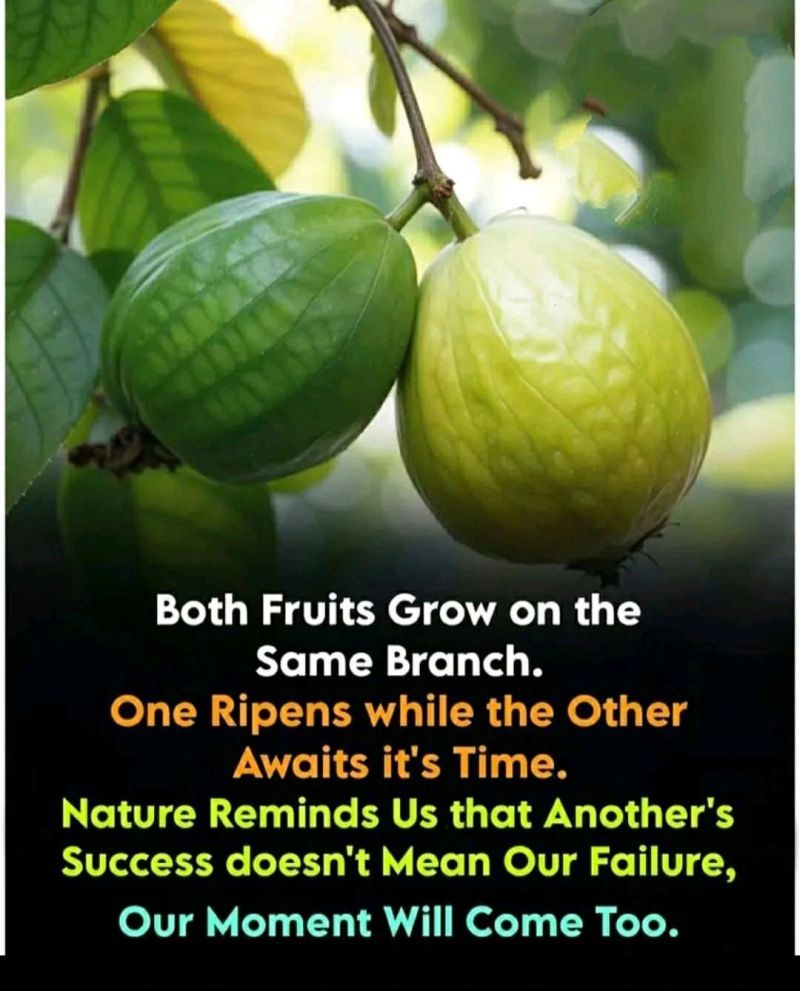 Both Fruits Grow on the
Same Branch.
One Ripens while the Other
Awaits it's Time.
Nature Reminds Us that Another's
Success doesn't Mean Our Failure,
Our Moment Will Come Too.